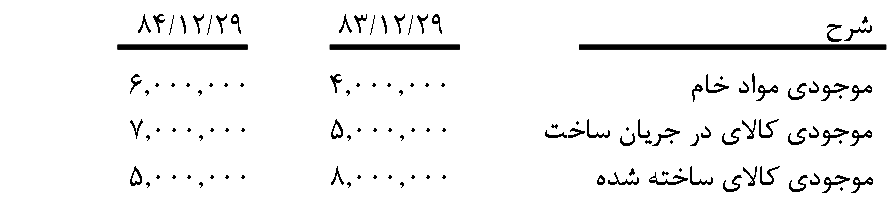 شرح ۸۳/۱۲/۲۹ ۸۴/۱۲/۲۹
موجودی مواد خام ۴,۰۰۰,۰۰۰ ۶,۰۰۰,۰۰۰
موجودی کالای در جریان ساخت ۵,۰۰۰,۰۰۰ ۷,۰۰۰,۰۰۰
موجودی کالای ساخته شده ۸,۰۰۰,۰۰۰ ۵,۰۰۰,۰۰۰